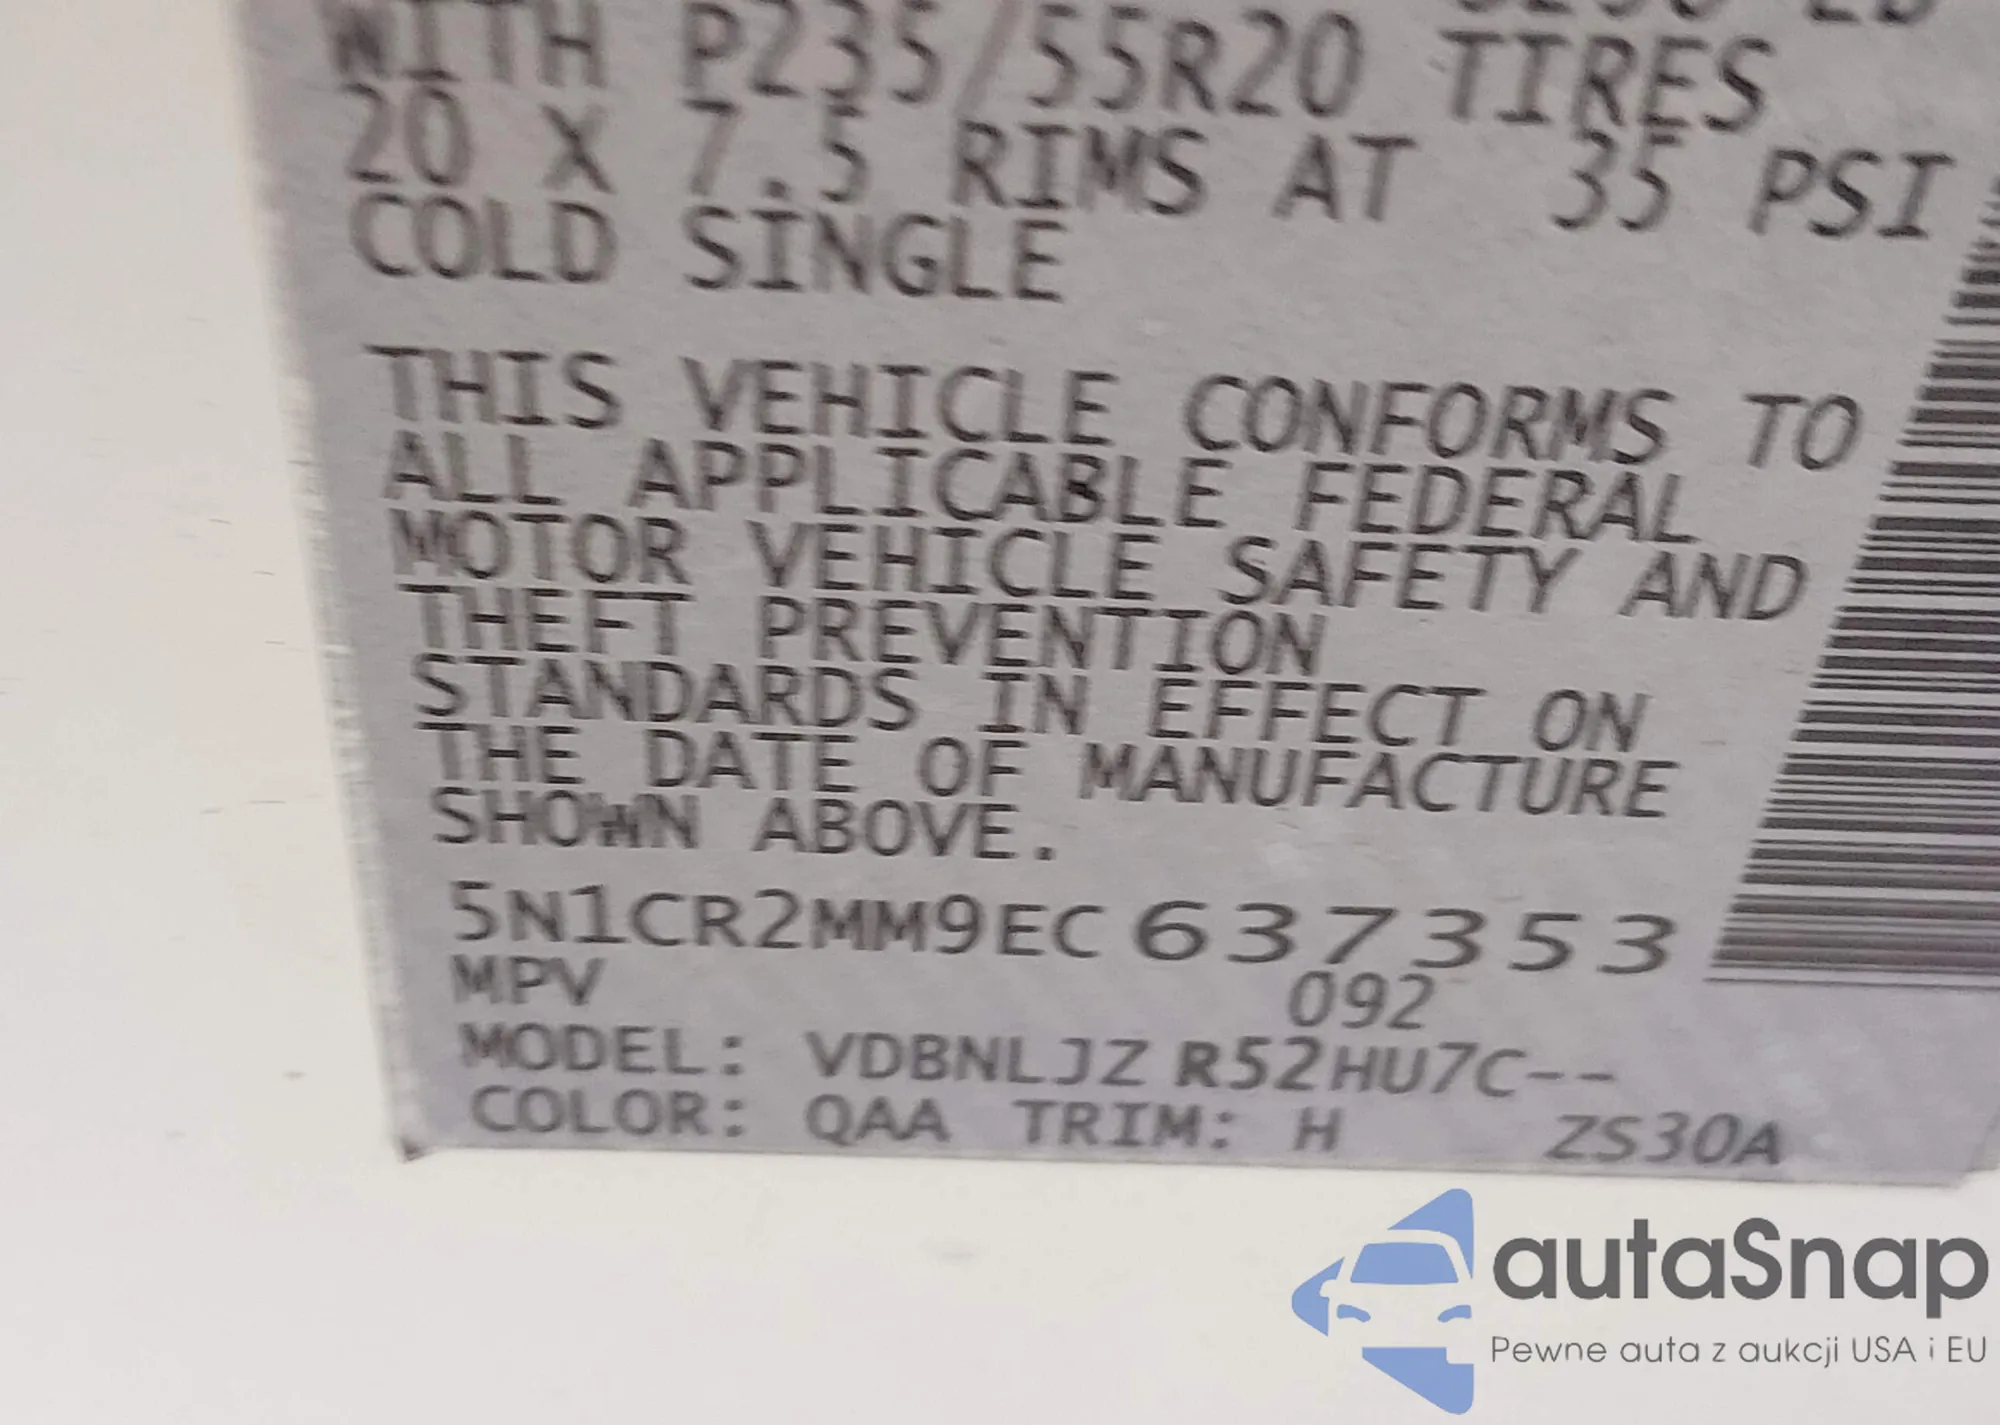 WITH P235/55R20 TIRES
20 X 7.5 RIMS AT 35 PSI
COLD SINGLE
THIS VEHICLE CONFORMS TO
ALL APPLICABLE FEDERAL
MOTOR VEHICLE SAFETY AND
THEFT PREVENTION
STANDARDS IN EFFECT ON
THE DATE OF MANUFACTURE
SHOWN ABOVE.
5N1CR2MM9EC637353
MPV 092
MODEL: VDBNLJZ R52HU7C--
COLOR: QAA TRIM: H ZS30A
autaSnap
Pewne auta z aukcji USA i EU